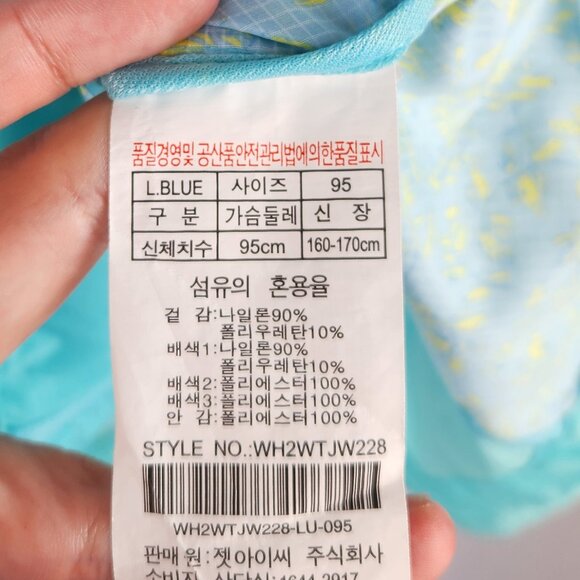 품질경영및 공산품안전관리법에의한품질표시
L.BLUE 사이즈 95
구 분 가슴둘레 신 장
신체치수 95cm 160-170cm
섬유의 혼용율
겉 감:나일론90%
폴리우레탄10%
배색1:나일론90%
폴리우레탄10%
배색2:폴리에스터100%
배색3:폴리에스터100%
안 감:폴리에스터100%
STYLE NO.:WH2WTJW228
WH2WTJW228-LU-095
판매원:젯아이씨 주식회사